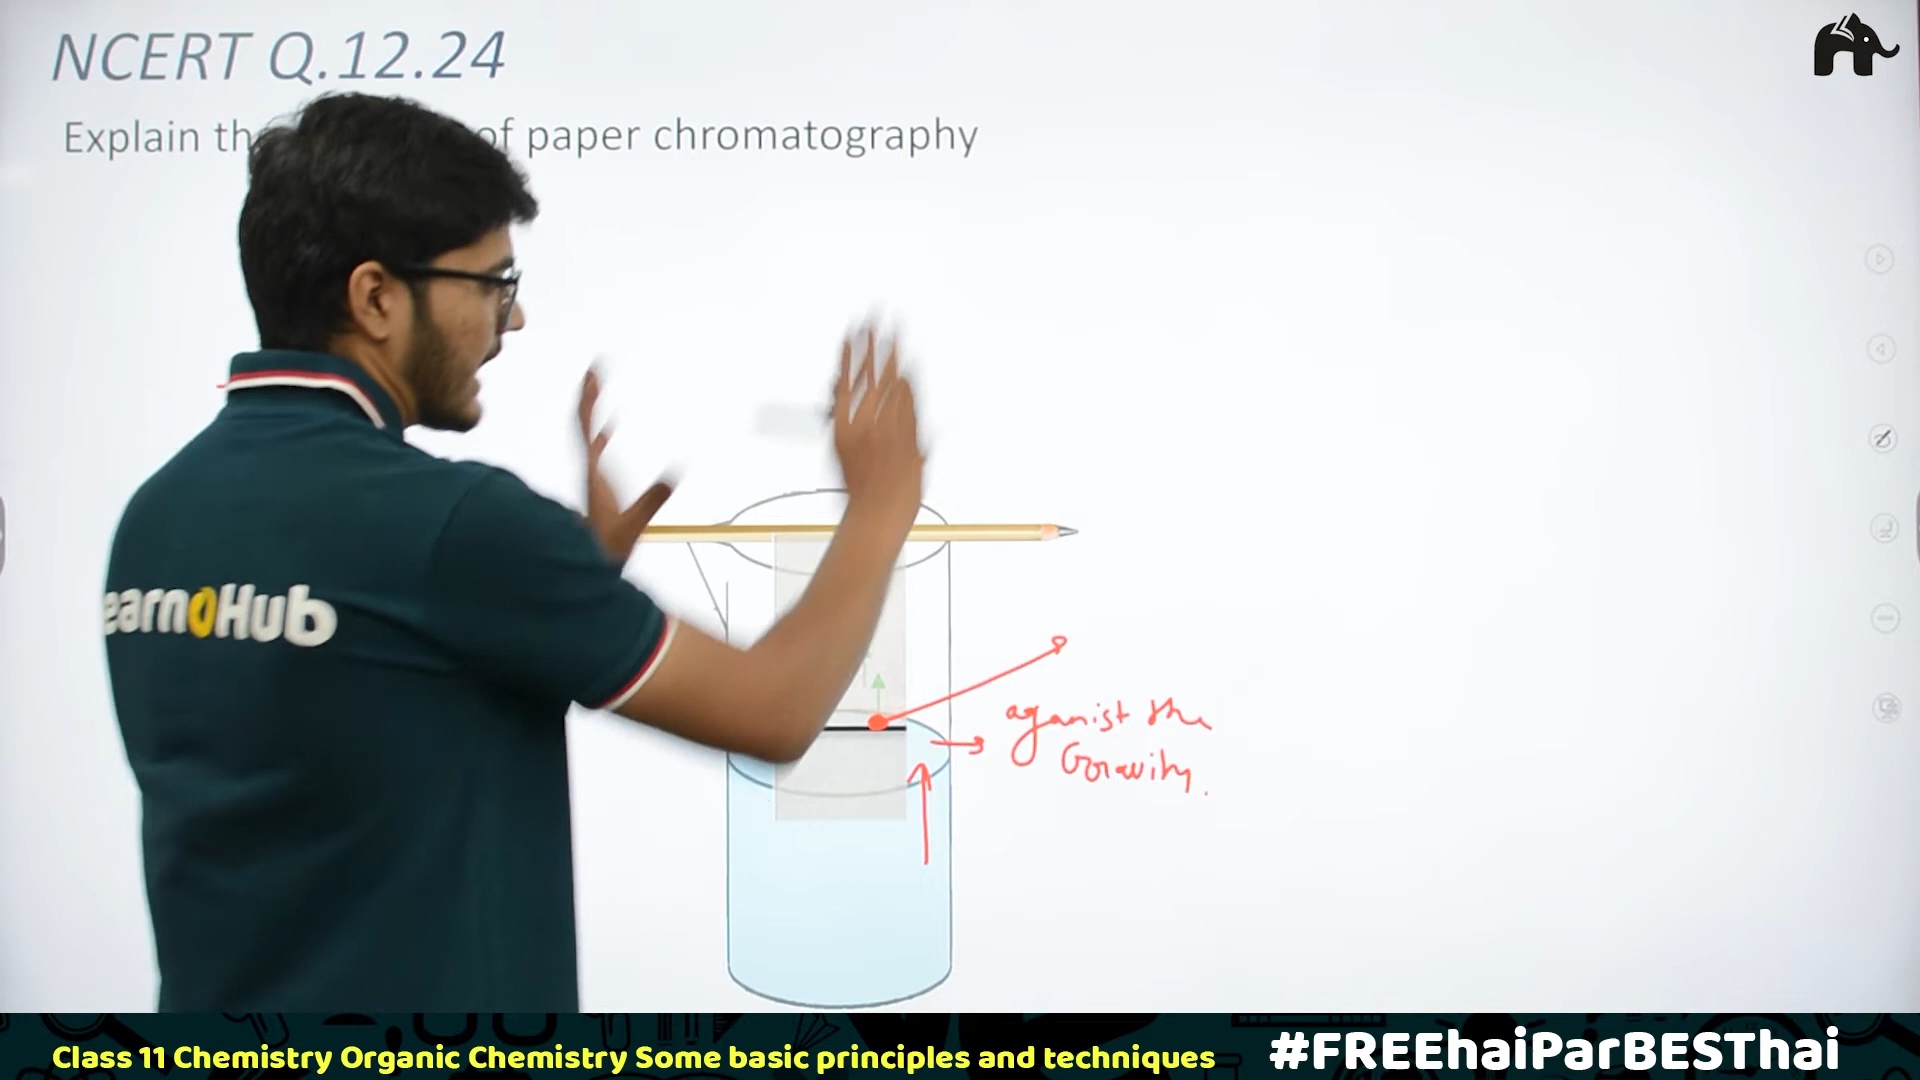 NCERT Q.12.24
Explain th of paper chromatography
earnoHub
aganist the
Gravity.
Class 11 Chemistry Organic Chemistry Some basic principles and techniques
#FREEhaiParBESThai